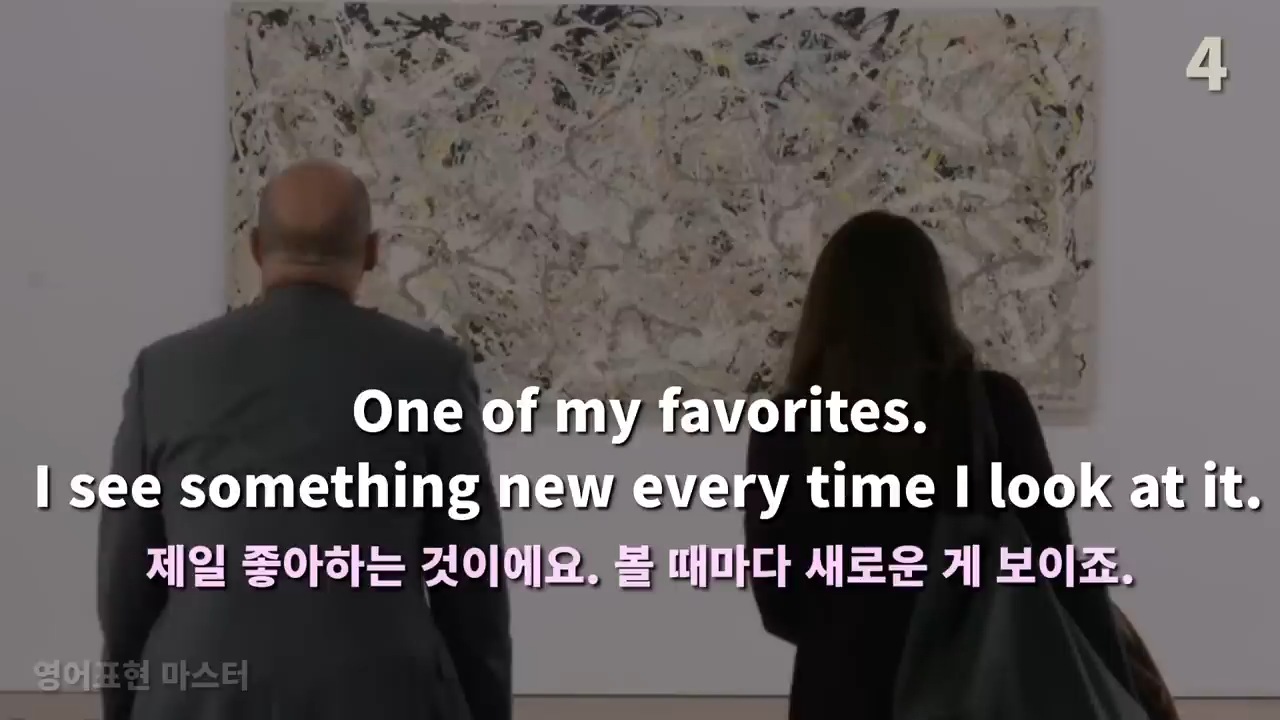 4
One of my favorites.
I see something new every time I look at it.
제일 좋아하는 것이에요. 볼 때마다 새로운 게 보이죠.
영어표현 마스터